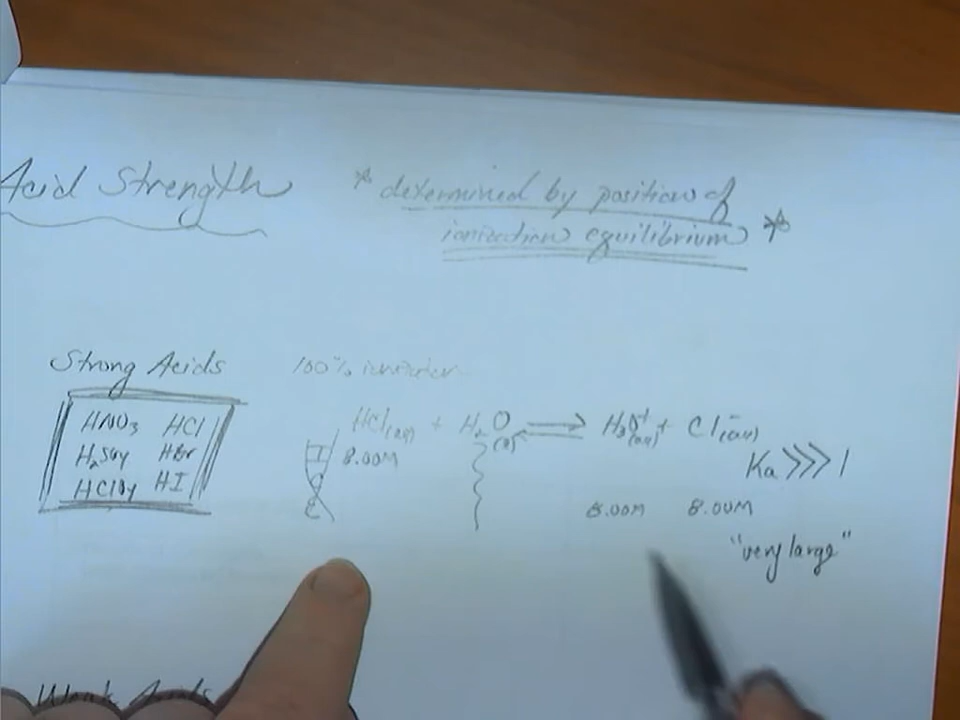 Acid Strength
* determined by position of
ionization equilibrium *
Strong Acids
100% ionization
HNO₃ HCl
H₂SO₄ HBr
HClO₄ HI
HCl(aq) + H₂O(l) ⇌ H₃O⁺(aq) + Cl⁻(aq)
Ka >>> 1
I 8.00M
C
E
8.00M 8.00M
"very large"
Weak Acids